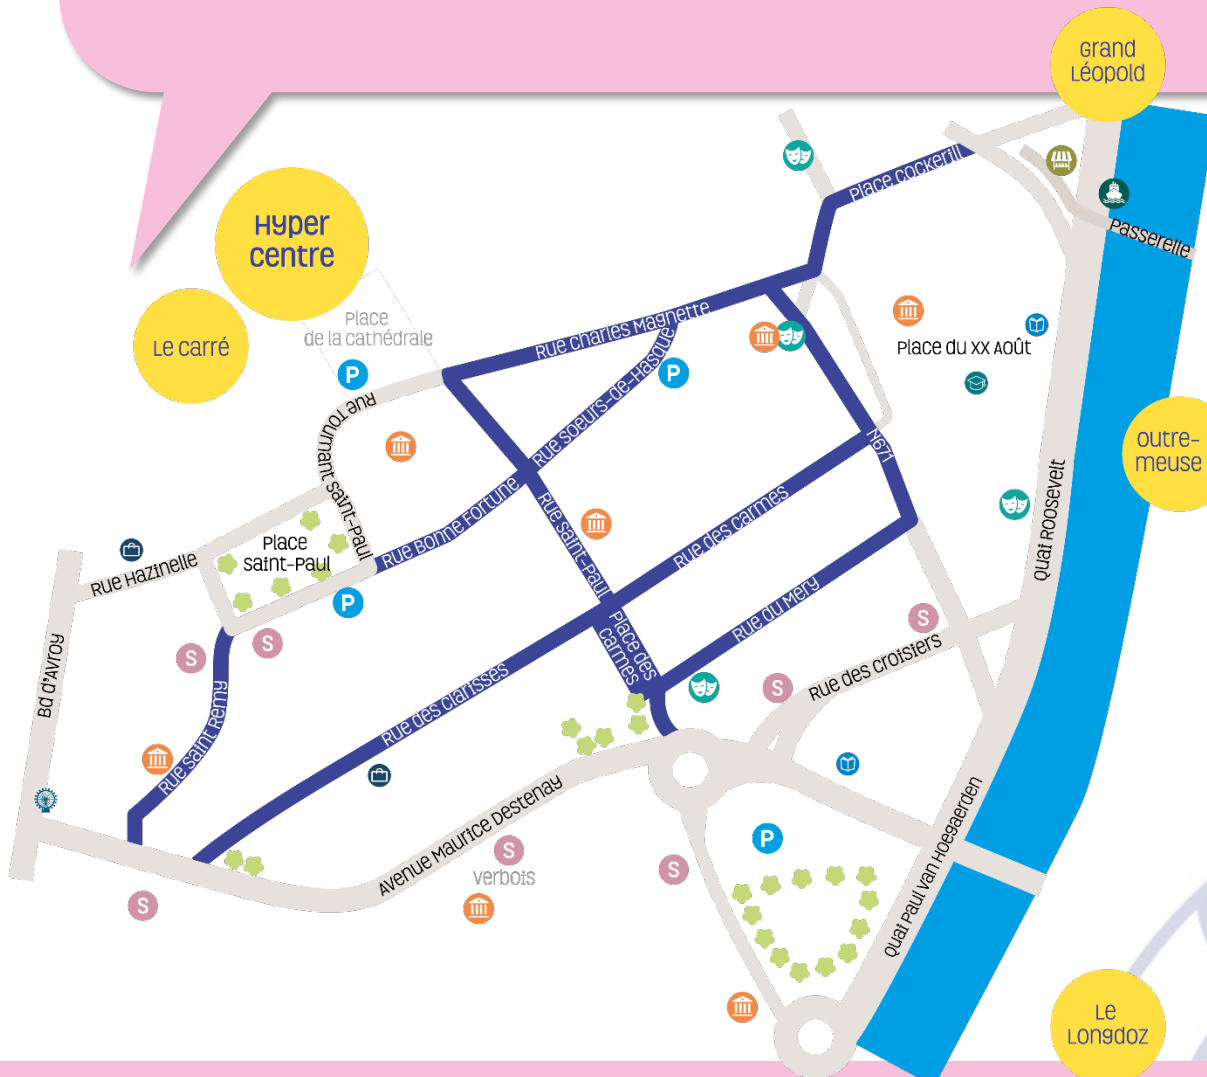 Grand
Léopold
Hyper
centre
Le carré
Place
de la cathédrale
P
Place cockerill
Passerelle
Rue charles Magnette
Rue soeurs-de-Hasque
P
Place du XX Août
Rue Tournant saint-Paul
N671
outre-
meuse
Quai Roosevelt
Rue Bonne Fortune
Rue saint-Paul
Rue des carmes
Place
saint-Paul
Rue Hazinelle
P
S
S
Bd d'Avroy
Rue saint Remy
Rue des clarisses
Place des
carmes
Rue du Méry
S
Rue des croisiers
S
Avenue Maurice Destenay
S
verbois
S
S
P
Quai Paul van Hoegaerden
Le
Longdoz